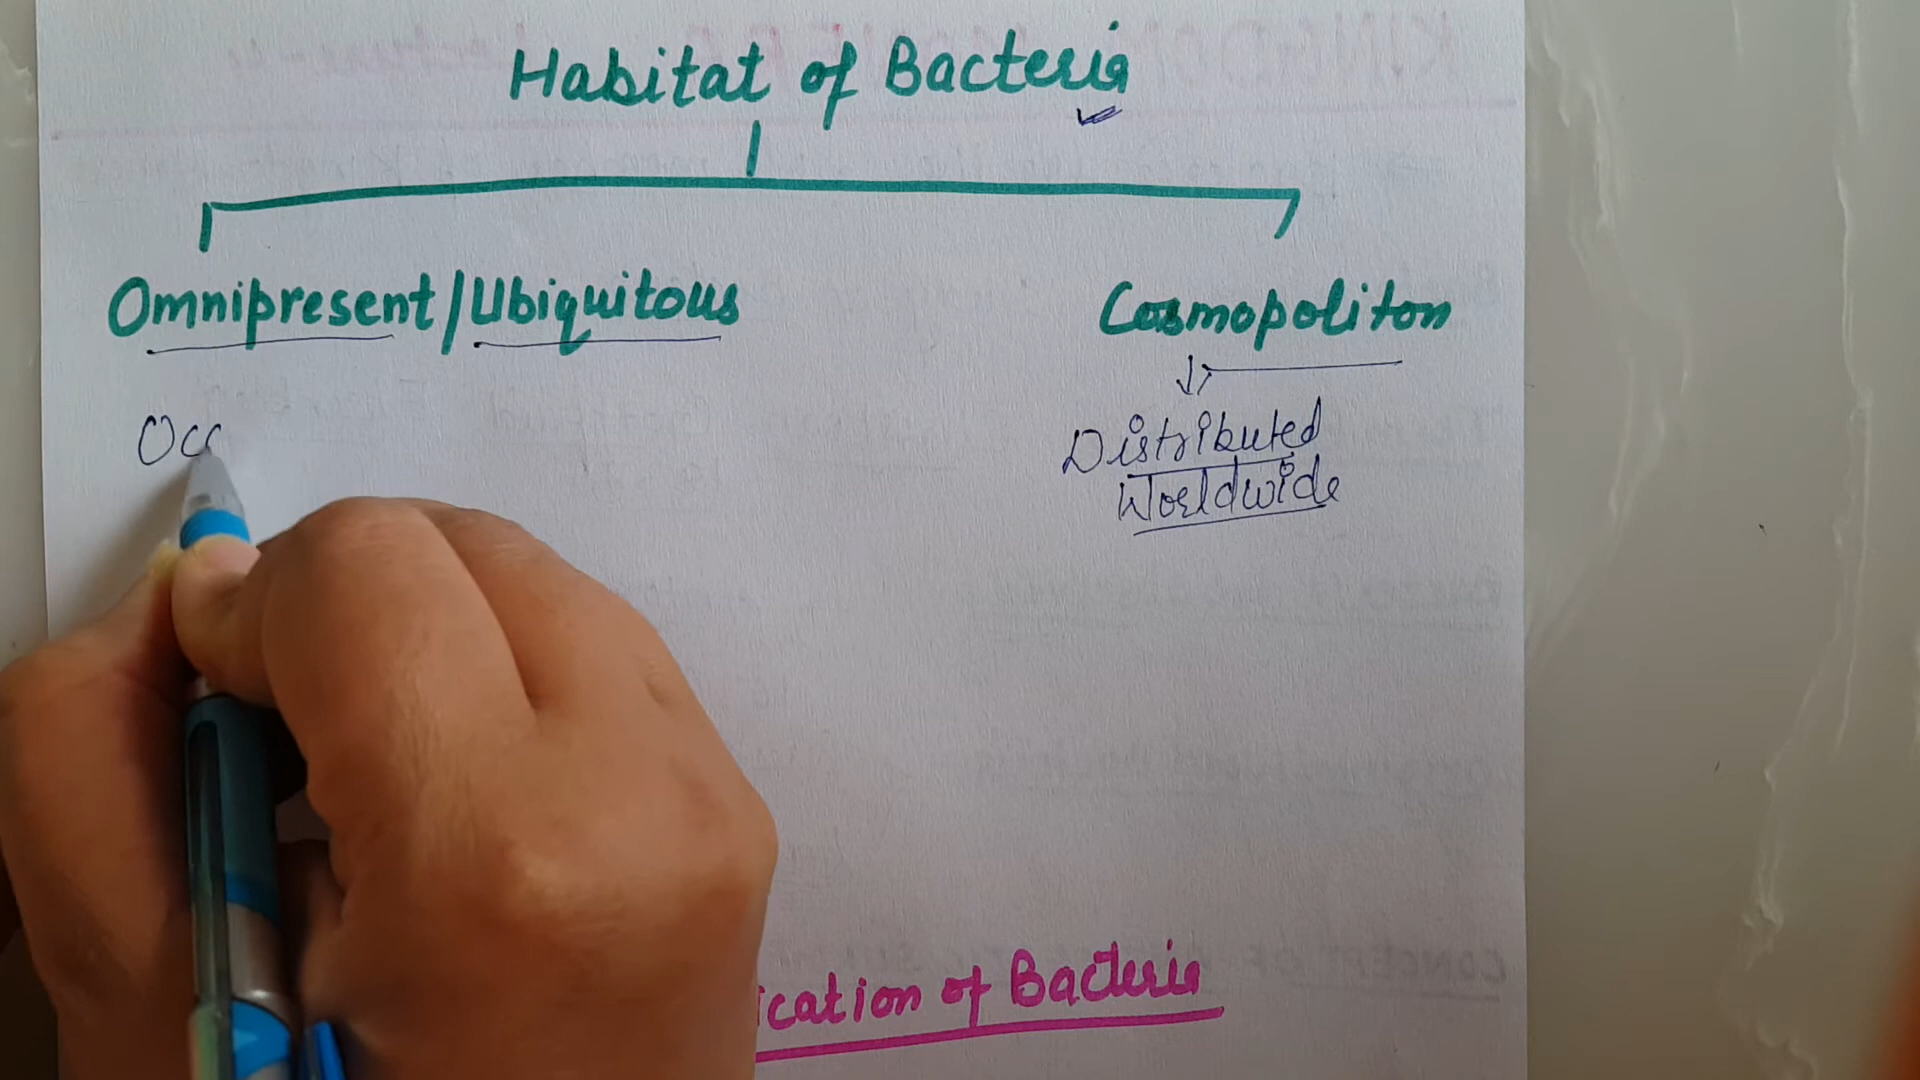 Habitat of Bacteria
Omnipresent/Ubiquitous
Cosmopoliton
Occ
Distributed
Worldwide
ication of Bacteria